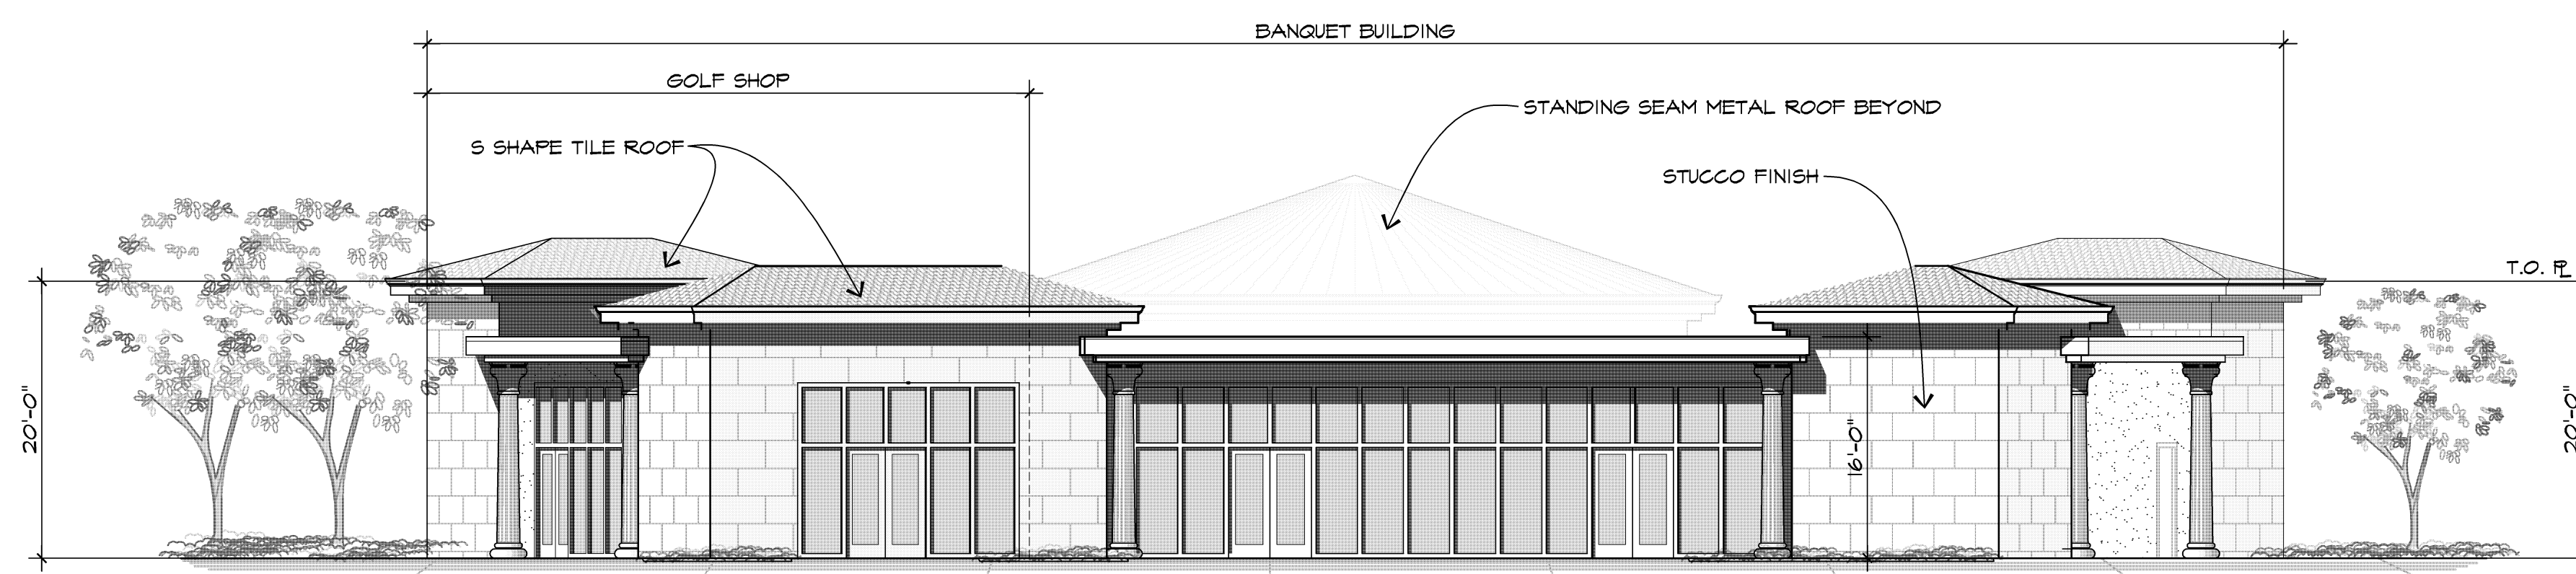 BANQUET BUILDING
GOLF SHOP
STANDING SEAM METAL ROOF BEYOND
S SHAPE TILE ROOF
STUCCO FINISH
T.O. PL
20'-0"
16'-0"
20'-0"